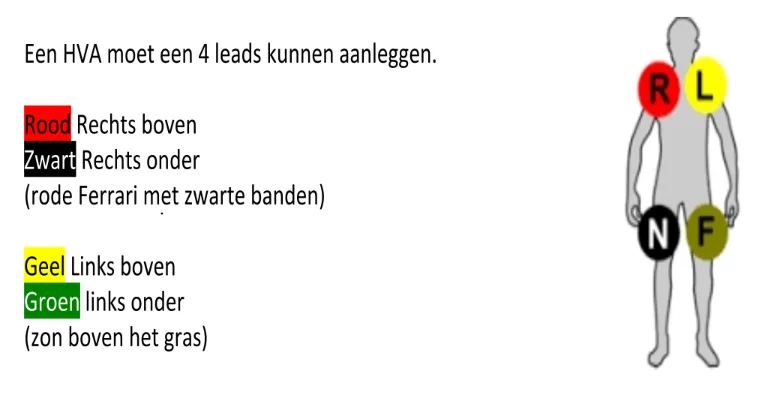 Een HVA moet een 4 leads kunnen aanleggen.
Rood Rechts boven
Zwart Rechts onder
(rode Ferrari met zwarte banden)
Geel Links boven
Groen links onder
(zon boven het gras)
R L
N F